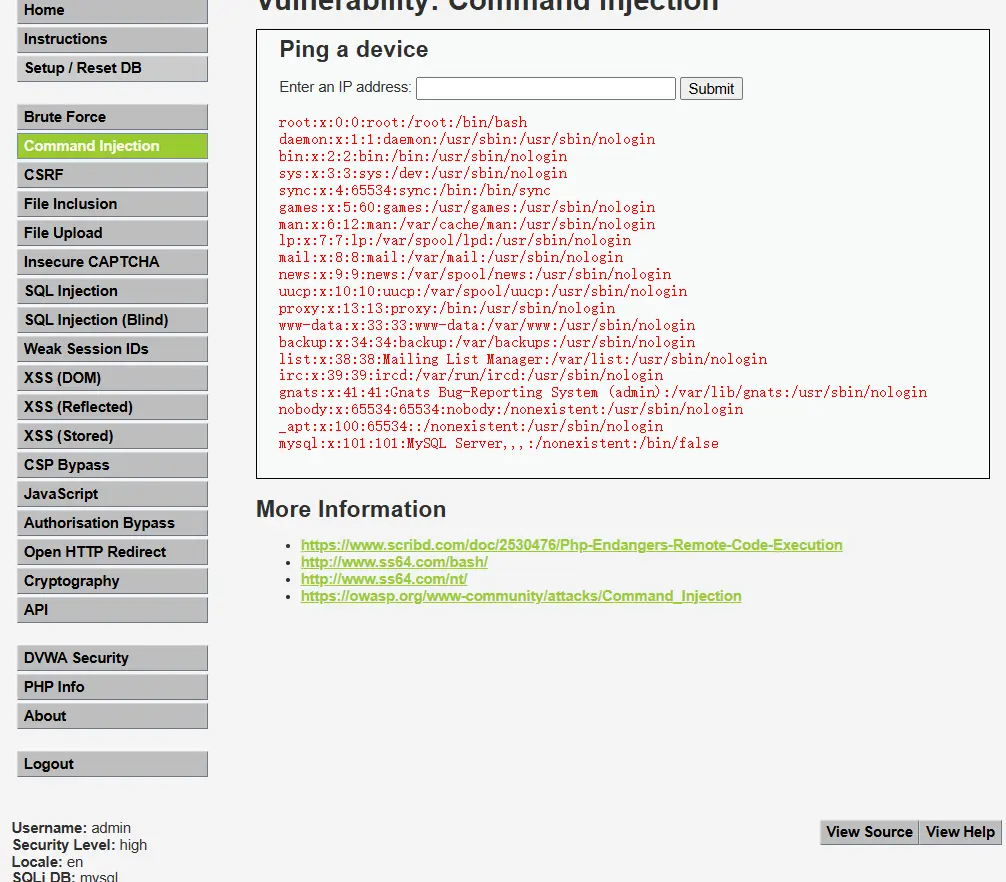 Vulnerability: Command Injection
Home
Instructions
Setup / Reset DB
Brute Force
Command Injection
CSRF
File Inclusion
File Upload
Insecure CAPTCHA
SQL Injection
SQL Injection (Blind)
Weak Session IDs
XSS (DOM)
XSS (Reflected)
XSS (Stored)
CSP Bypass
JavaScript
Authorisation Bypass
Open HTTP Redirect
Cryptography
API
DVWA Security
PHP Info
About
Logout
Ping a device
Enter an IP address: Submit
root:x:0:0:root:/root:/bin/bash
daemon:x:1:1:daemon:/usr/sbin:/usr/sbin/nologin
bin:x:2:2:bin:/bin:/usr/sbin/nologin
sys:x:3:3:sys:/dev:/usr/sbin/nologin
sync:x:4:65534:sync:/bin:/bin/sync
games:x:5:60:games:/usr/games:/usr/sbin/nologin
man:x:6:12:man:/var/cache/man:/usr/sbin/nologin
lp:x:7:7:lp:/var/spool/lpd:/usr/sbin/nologin
mail:x:8:8:mail:/var/mail:/usr/sbin/nologin
news:x:9:9:news:/var/spool/news:/usr/sbin/nologin
uucp:x:10:10:uucp:/var/spool/uucp:/usr/sbin/nologin
proxy:x:13:13:proxy:/bin:/usr/sbin/nologin
www-data:x:33:33:www-data:/var/www:/usr/sbin/nologin
backup:x:34:34:backup:/var/backups:/usr/sbin/nologin
list:x:38:38:Mailing List Manager:/var/list:/usr/sbin/nologin
irc:x:39:39:ircd:/var/run/ircd:/usr/sbin/nologin
gnats:x:41:41:Gnats Bug-Reporting System (admin):/var/lib/gnats:/usr/sbin/nologin
nobody:x:65534:65534:nobody:/nonexistent:/usr/sbin/nologin
_apt:x:100:65534::/nonexistent:/usr/sbin/nologin
mysql:x:101:101:MySQL Server,,,:/nonexistent:/bin/false
More Information
https://www.scribd.com/doc/2530476/Php-Endangers-Remote-Code-Execution
http://www.ss64.com/bash/
http://www.ss64.com/nt/
https://owasp.org/www-community/attacks/Command_Injection
Username: admin
Security Level: high
Locale: en
SQLi DB: mysql
View Source View Help